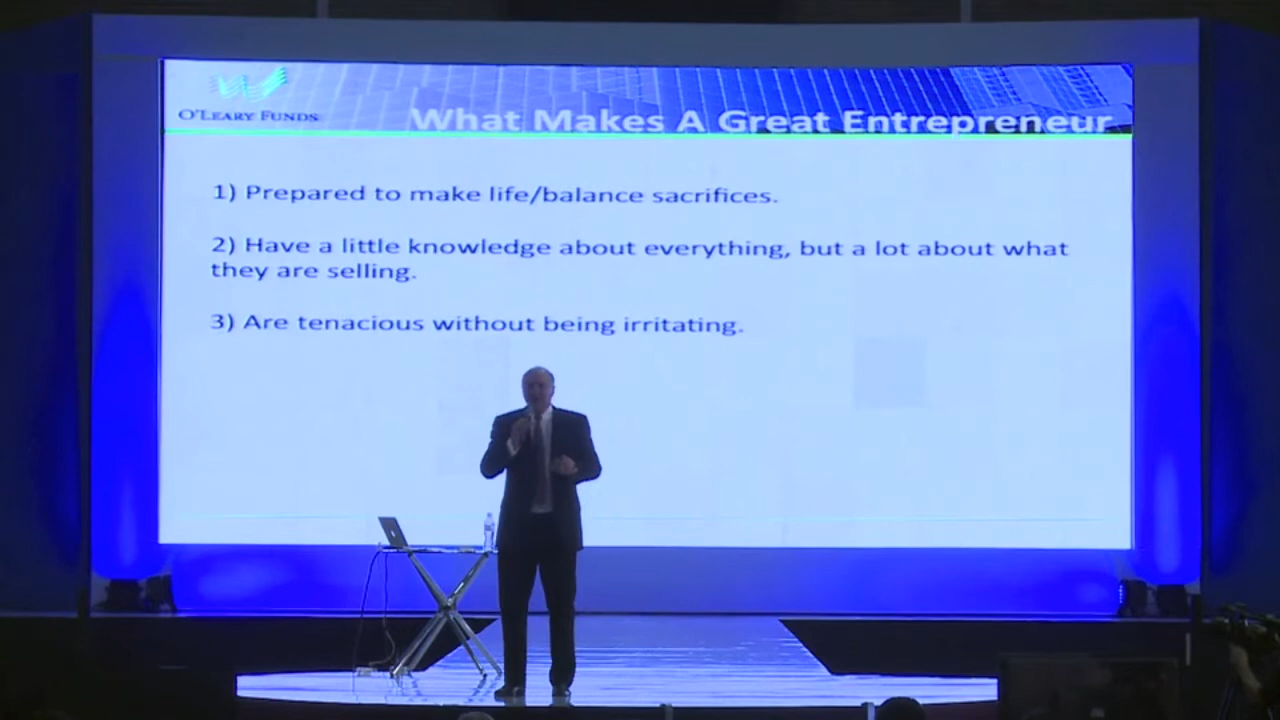 O'LEARY FUNDS
What Makes A Great Entrepreneur
1) Prepared to make life/balance sacrifices.
2) Have a little knowledge about everything, but a lot about what
they are selling.
3) Are tenacious without being irritating.